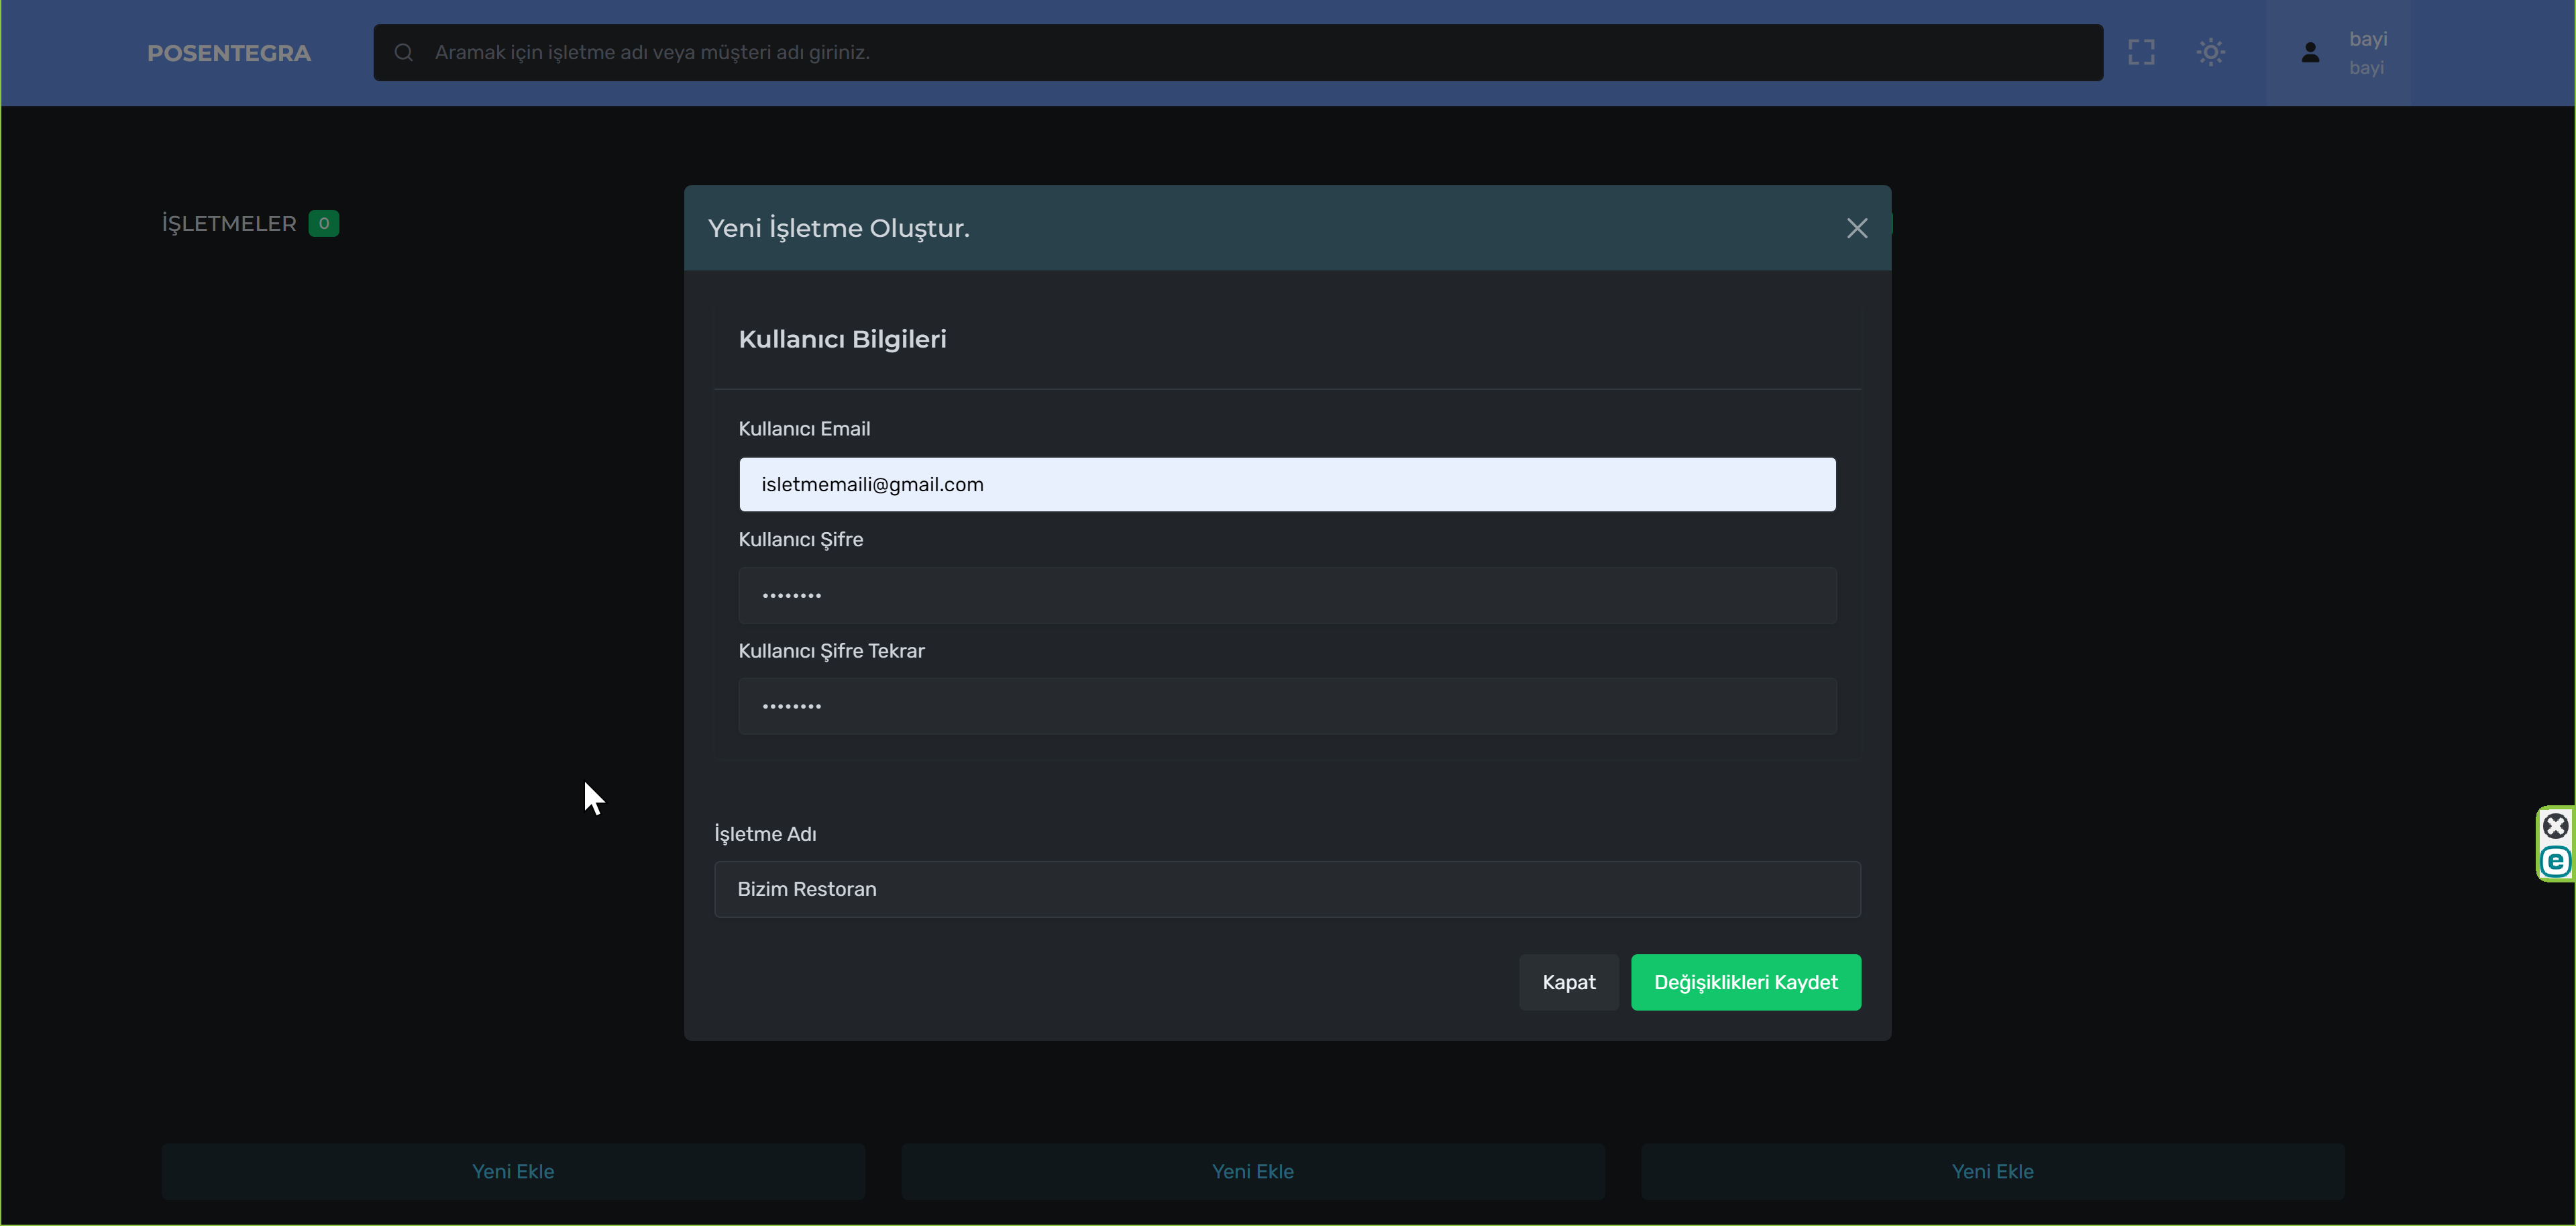 POSENTEGRA
Aramak için işletme adı veya müşteri adı giriniz.
bayi
bayi
İŞLETMELER 0
Yeni İşletme Oluştur.
Kullanıcı Bilgileri
Kullanıcı Email
isletmemaili@gmail.com
Kullanıcı Şifre
••••••••
Kullanıcı Şifre Tekrar
••••••••
İşletme Adı
Bizim Restoran
Kapat
Değişiklikleri Kaydet
e
Yeni Ekle
Yeni Ekle
Yeni Ekle